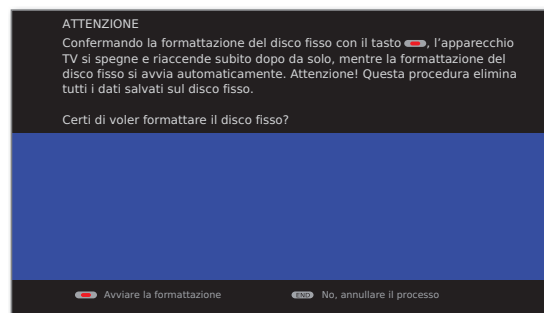 ATTENZIONE
Confermando la formattazione del disco fisso con il tasto , l'apparecchio
TV si spegne e riaccende subito dopo da solo, mentre la formattazione del
disco fisso si avvia automaticamente. Attenzione! Questa procedura elimina
tutti i dati salvati sul disco fisso.
Certi di voler formattare il disco fisso?
Avviare la formattazione
END No, annullare il processo